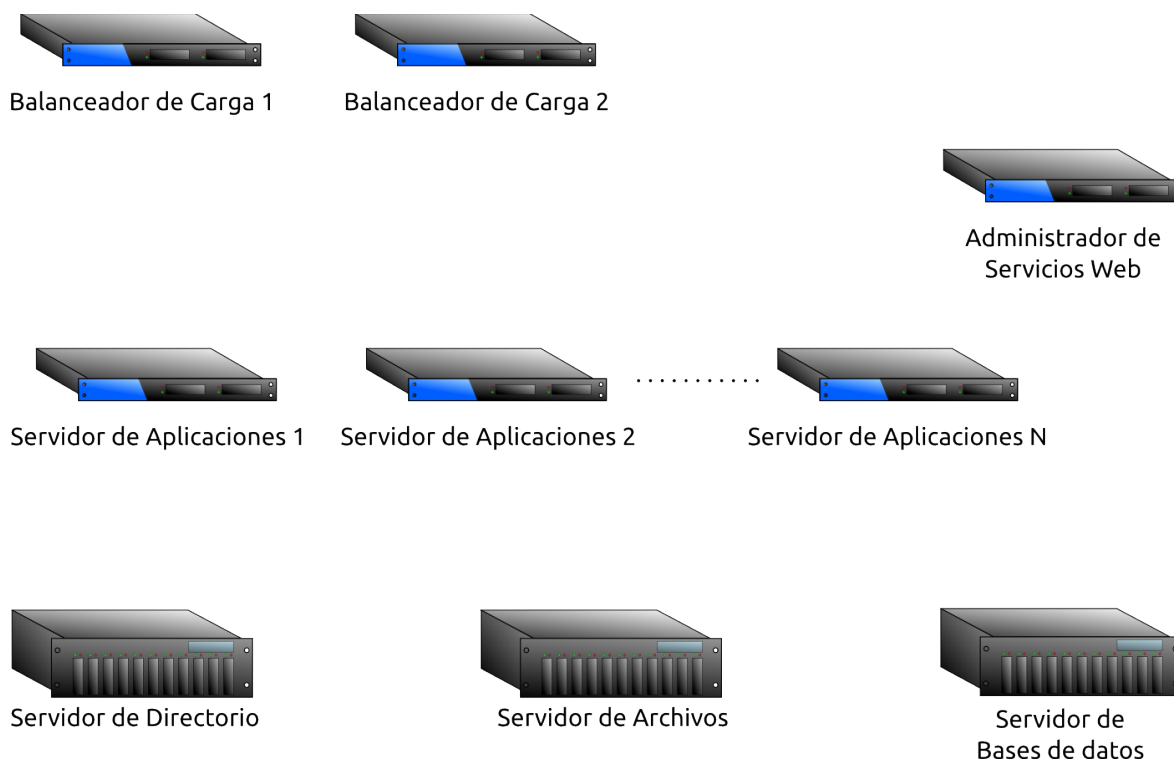 Balanceador de Carga 1
Balanceador de Carga 2
Administrador de
Servicios Web
Servidor de Aplicaciones 1
Servidor de Aplicaciones 2
Servidor de Aplicaciones N
Servidor de Directorio
Servidor de Archivos
Servidor de
Bases de datos